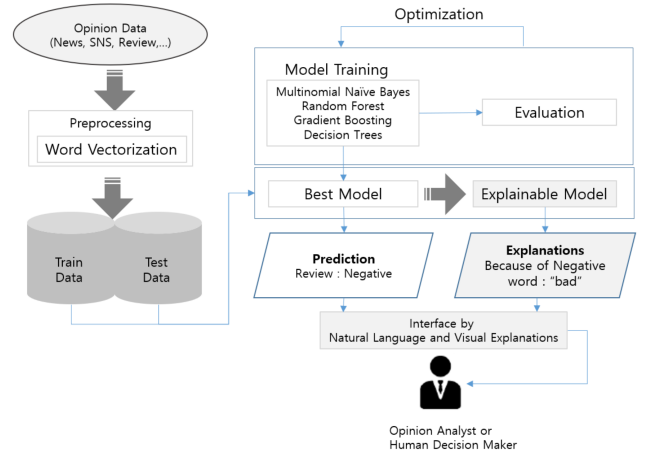 Opinion Data
(News, SNS, Review,...)
Preprocessing
Word Vectorization
Train
Data
Test
Data
Optimization
Model Training
Multinomial Naïve Bayes
Random Forest
Gradient Boosting
Decision Trees
Evaluation
Best Model
Explainable Model
Prediction
Review : Negative
Explanations
Because of Negative
word : “bad”
Interface by
Natural Language and Visual Explanations
Opinion Analyst or
Human Decision Maker